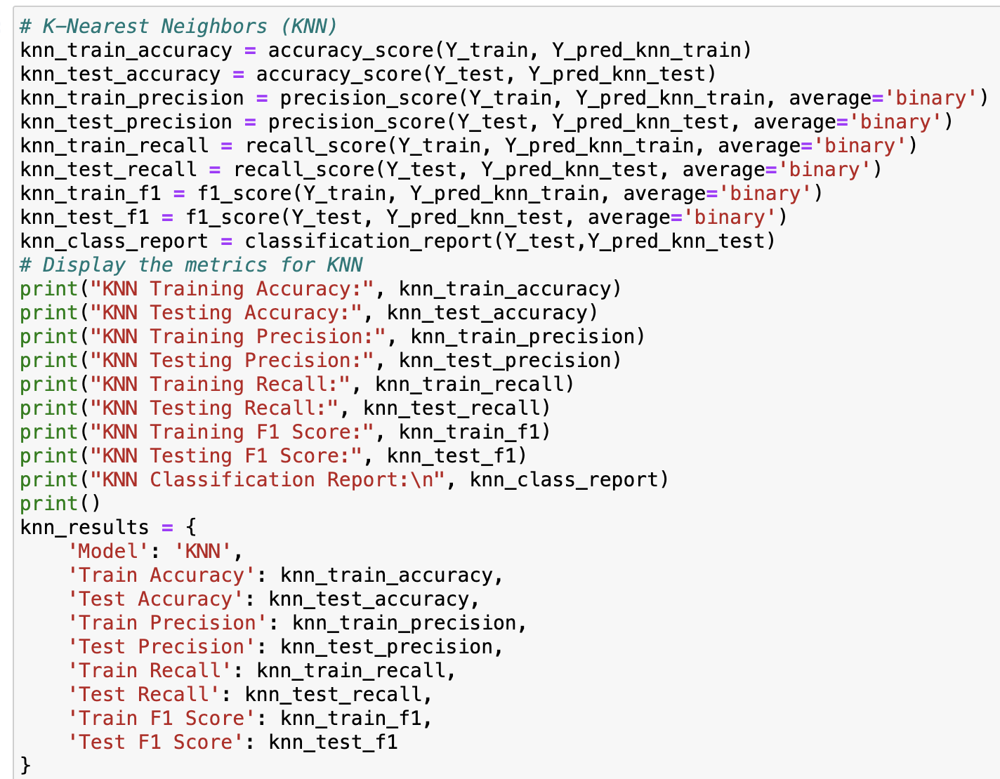 # K-Nearest Neighbors (KNN)
knn_train_accuracy = accuracy_score(Y_train, Y_pred_knn_train)
knn_test_accuracy = accuracy_score(Y_test, Y_pred_knn_test)
knn_train_precision = precision_score(Y_train, Y_pred_knn_train, average='binary')
knn_test_precision = precision_score(Y_test, Y_pred_knn_test, average='binary')
knn_train_recall = recall_score(Y_train, Y_pred_knn_train, average='binary')
knn_test_recall = recall_score(Y_test, Y_pred_knn_test, average='binary')
knn_train_f1 = f1_score(Y_train, Y_pred_knn_train, average='binary')
knn_test_f1 = f1_score(Y_test, Y_pred_knn_test, average='binary')
knn_class_report = classification_report(Y_test,Y_pred_knn_test)
# Display the metrics for KNN
print("KNN Training Accuracy:", knn_train_accuracy)
print("KNN Testing Accuracy:", knn_test_accuracy)
print("KNN Training Precision:", knn_train_precision)
print("KNN Testing Precision:", knn_test_precision)
print("KNN Training Recall:", knn_train_recall)
print("KNN Testing Recall:", knn_test_recall)
print("KNN Training F1 Score:", knn_train_f1)
print("KNN Testing F1 Score:", knn_test_f1)
print("KNN Classification Report:\n", knn_class_report)
print()
knn_results = {
    'Model': 'KNN',
    'Train Accuracy': knn_train_accuracy,
    'Test Accuracy': knn_test_accuracy,
    'Train Precision': knn_train_precision,
    'Test Precision': knn_test_precision,
    'Train Recall': knn_train_recall,
    'Test Recall': knn_test_recall,
    'Train F1 Score': knn_train_f1,
    'Test F1 Score': knn_test_f1
}